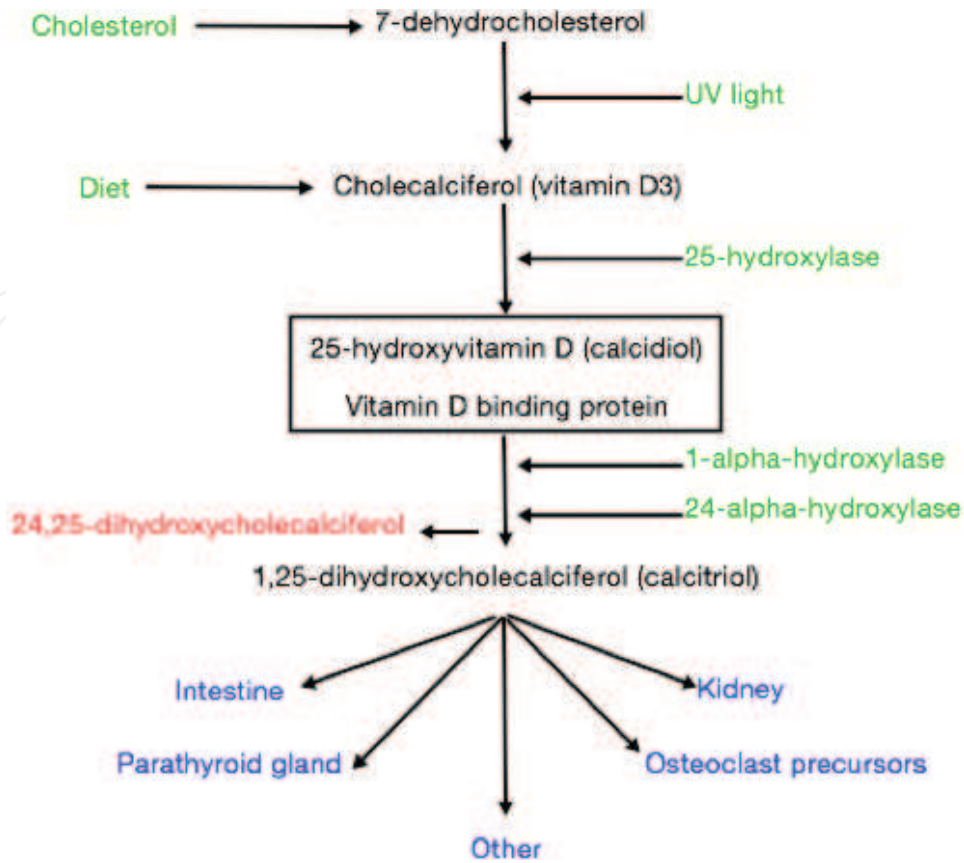 Cholesterol
7-dehydrocholesterol
UV light
Diet
Cholecalciferol (vitamin D3)
25-hydroxylase
25-hydroxyvitamin D (calcidiol)
Vitamin D binding protein
1-alpha-hydroxylase
24-alpha-hydroxylase
24,25-dihydroxycholecalciferol
1,25-dihydroxycholecalciferol (calcitriol)
Intestine
Kidney
Parathyroid gland
Osteoclast precursors
Other